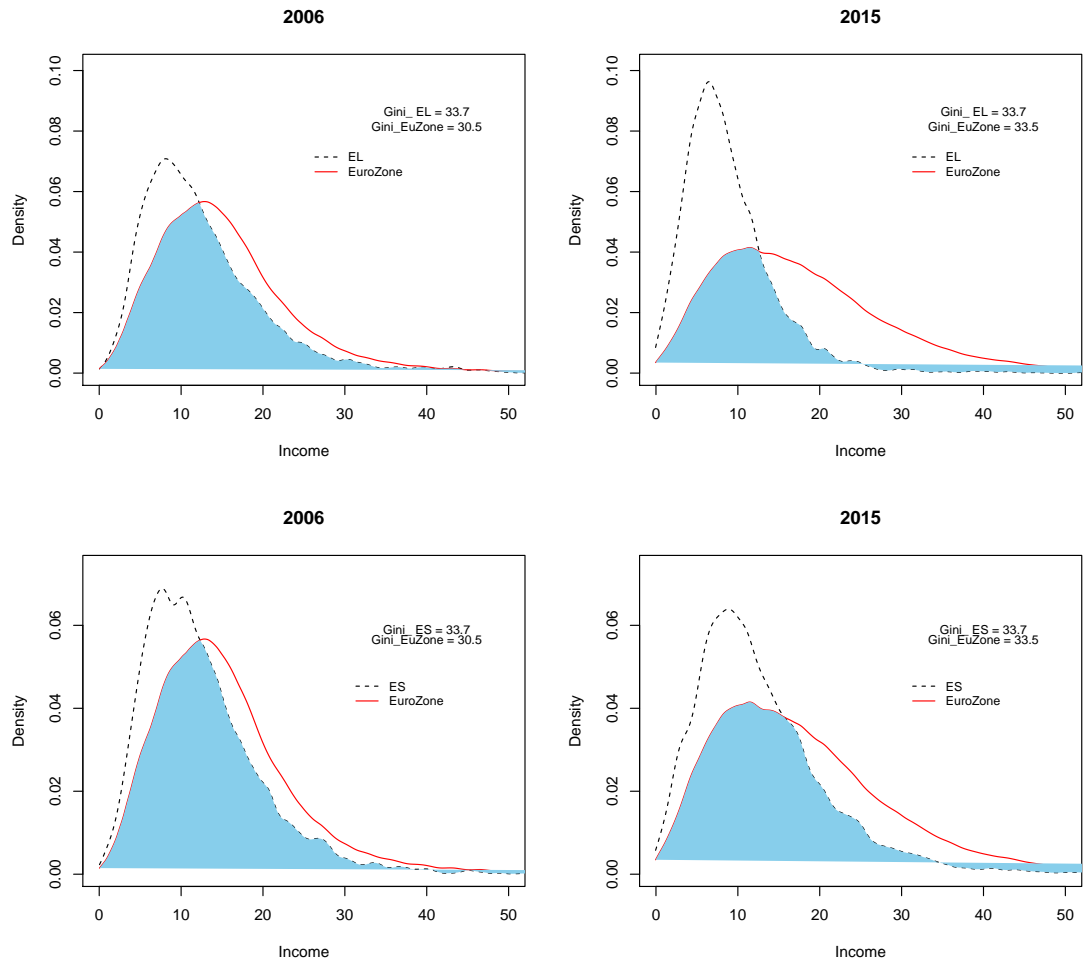 2006
0.00 0.02 0.04 0.06 0.08 0.10
Density
Gini_ EL = 33.7
Gini_EuZone = 30.5
EL
EuroZone
0 10 20 30 40 50
Income
2015
0.00 0.02 0.04 0.06 0.08 0.10
Density
Gini_ EL = 33.7
Gini_EuZone = 33.5
EL
EuroZone
0 10 20 30 40 50
Income
2006
0.00 0.02 0.04 0.06
Density
Gini_ ES = 33.7
Gini_EuZone = 30.5
ES
EuroZone
0 10 20 30 40 50
Income
2015
0.00 0.02 0.04 0.06
Density
Gini_ ES = 33.7
Gini_EuZone = 33.5
ES
EuroZone
0 10 20 30 40 50
Income